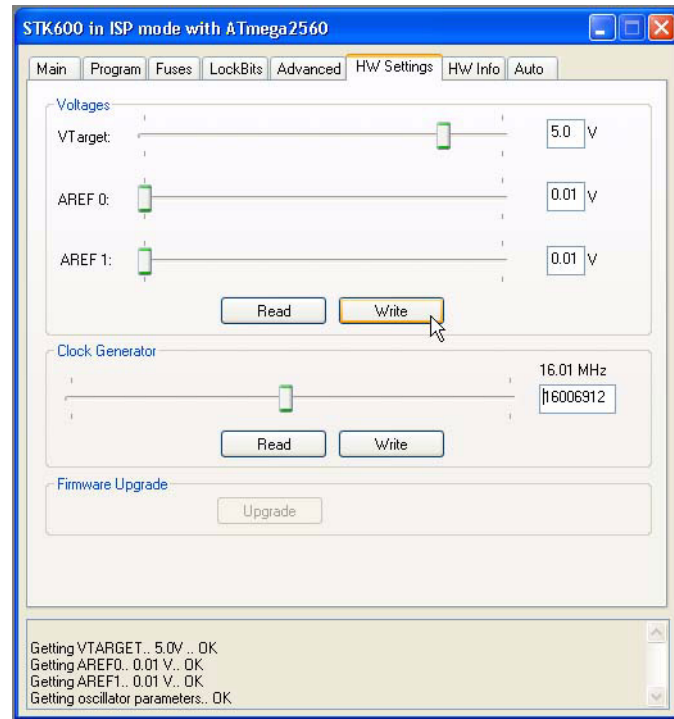 STK600 in ISP mode with ATmega2560
Main Program Fuses LockBits Advanced HW Settings HW Info Auto
Voltages
VTarget: 5.0 V
AREF 0: 0.01 V
AREF 1: 0.01 V
Read Write
Clock Generator
16.01 MHz
16006912
Read Write
Firmware Upgrade
Upgrade
Getting VTARGET.. 5.0V .. OK
Getting AREF0.. 0.01 V.. OK
Getting AREF1.. 0.01 V.. OK
Getting oscillator parameters.. OK